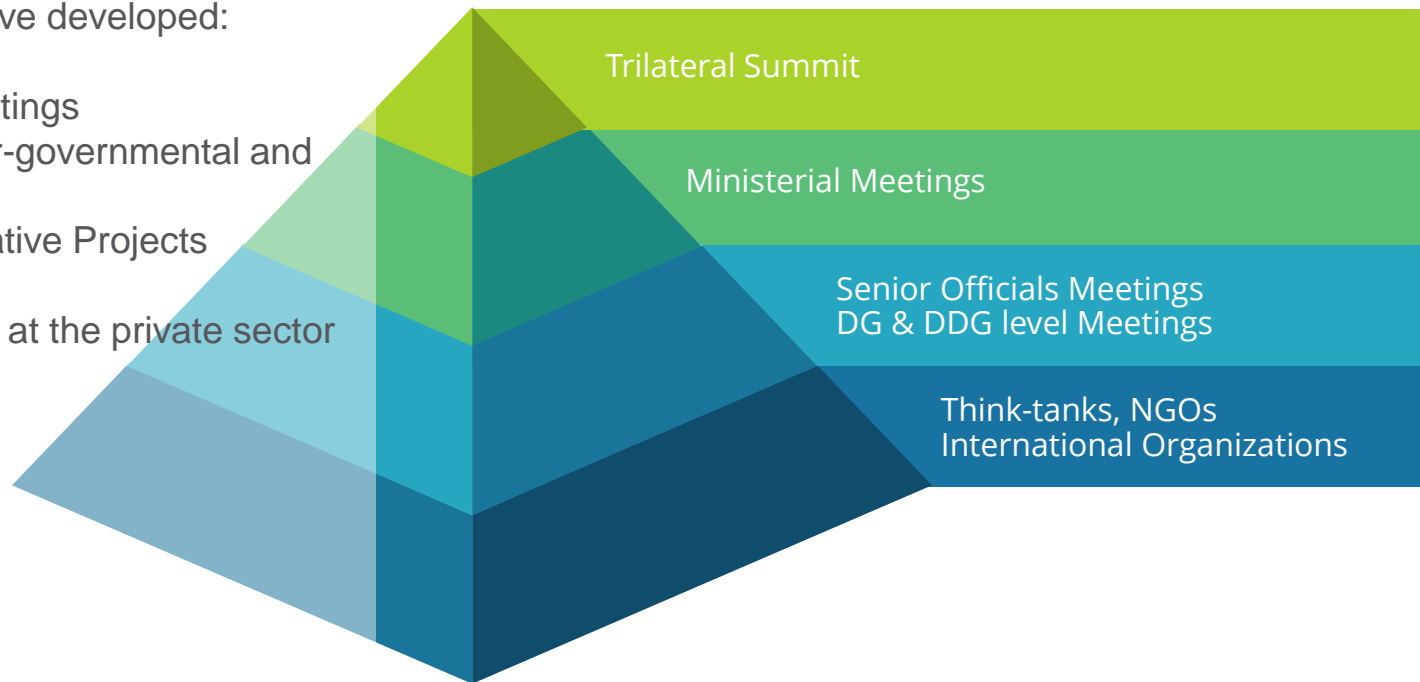 ve developed:
tings
r-governmental and
ative Projects
at the private sector
Trilateral Summit
Ministerial Meetings
Senior Officials Meetings
DG & DDG level Meetings
Think-tanks, NGOs
International Organizations